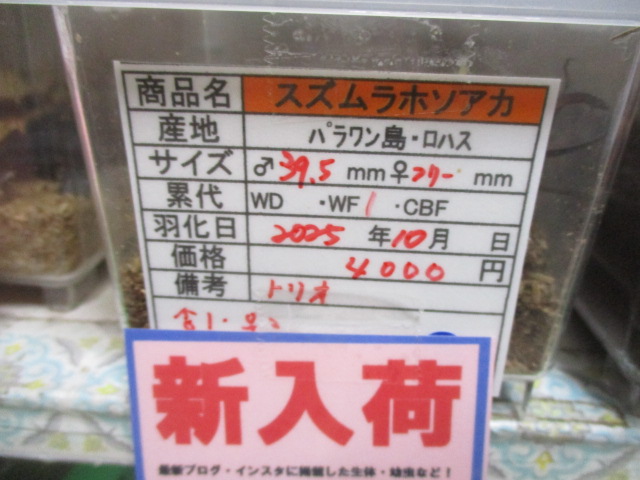 商品名 スズムラホソアカ
産地 パラワン島・ロハス
サイズ ♂39.5 mm♀フリー mm
累代 WD ・WF1 ・CBF
羽化日 2025 年10月 日
価格 4000 円
備考 トリオ
新入荷
最新ブログ・インスタに掲載した生体・幼虫など！